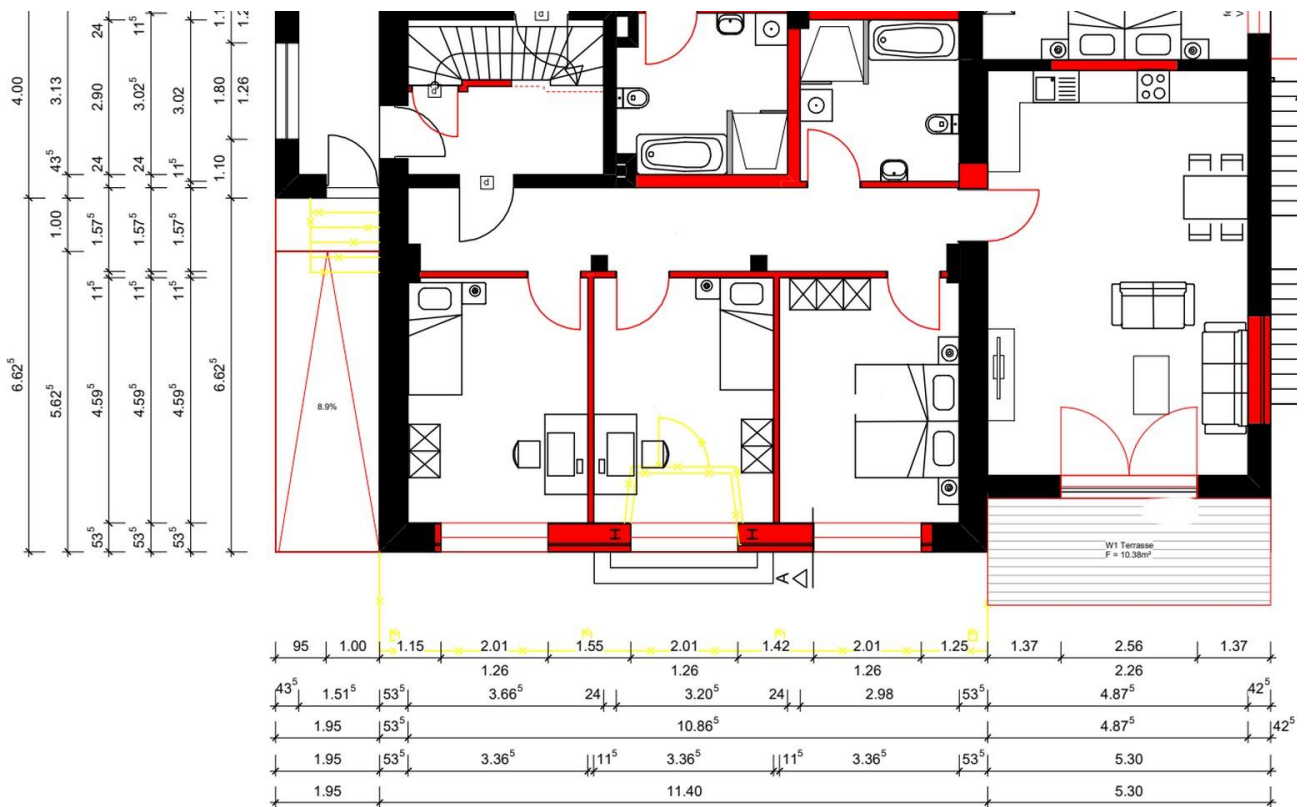 24
11⁵
1.1
1.2
4.00
3.13
2.90
3.02⁵
3.02
1.80
1.26
43⁵
24
24
11⁵
1.10
d
d
d
6.62⁵
1.00
5.62⁵
1.57⁵
1.57⁵
1.57⁵
11⁵
11⁵
11⁵
4.59⁵
4.59⁵
4.59⁵
6.62⁵
53⁵
53⁵
53⁵
8.9%
A
W1 Terrasse
F = 10.38m²
95 1.00 1.15 2.01 1.55 2.01 1.42 2.01 1.25 1.37 2.56 1.37
1.26 1.26 1.26 2.26
43⁵ 1.51⁵ 53⁵ 3.66⁵ 24 3.20⁵ 24 2.98 53⁵ 4.87⁵ 42⁵
1.95 53⁵ 10.86⁵ 4.87⁵ 42⁵
1.95 53⁵ 3.36⁵ 11⁵ 3.36⁵ 11⁵ 3.36⁵ 53⁵ 5.30
1.95 11.40 5.30